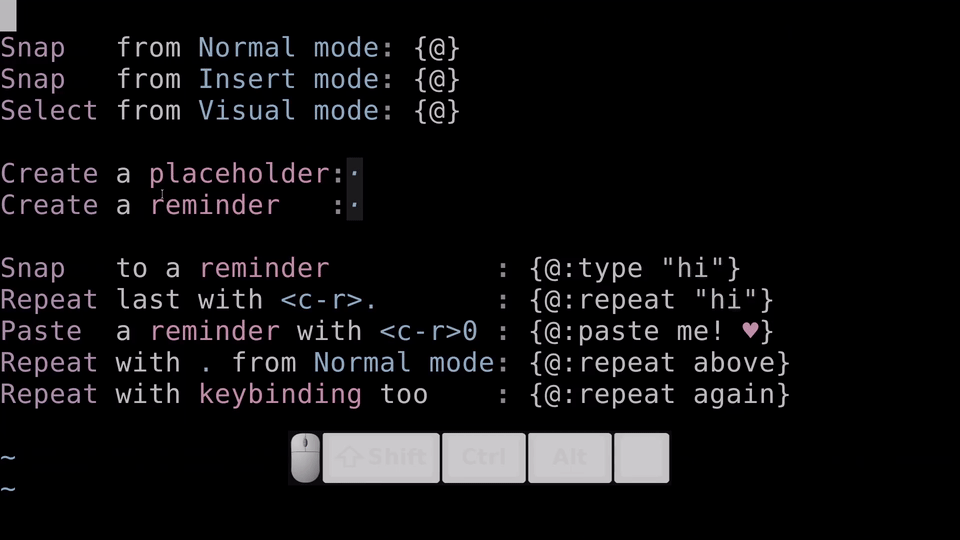 Snap   from Normal mode: {@}
Snap   from Insert mode: {@}
Select from Visual mode: {@}
Create a placeholder:·
Create a reminder   :·
Snap   to a reminder          : {@:type "hi"}
Repeat last with <c-r>.       : {@:repeat "hi"}
Paste  a reminder with <c-r>0 : {@:paste me! ♥}
Repeat with . from Normal mode: {@:repeat above}
Repeat with keybinding too    : {@:repeat again}
~
~
Shift Ctrl Alt